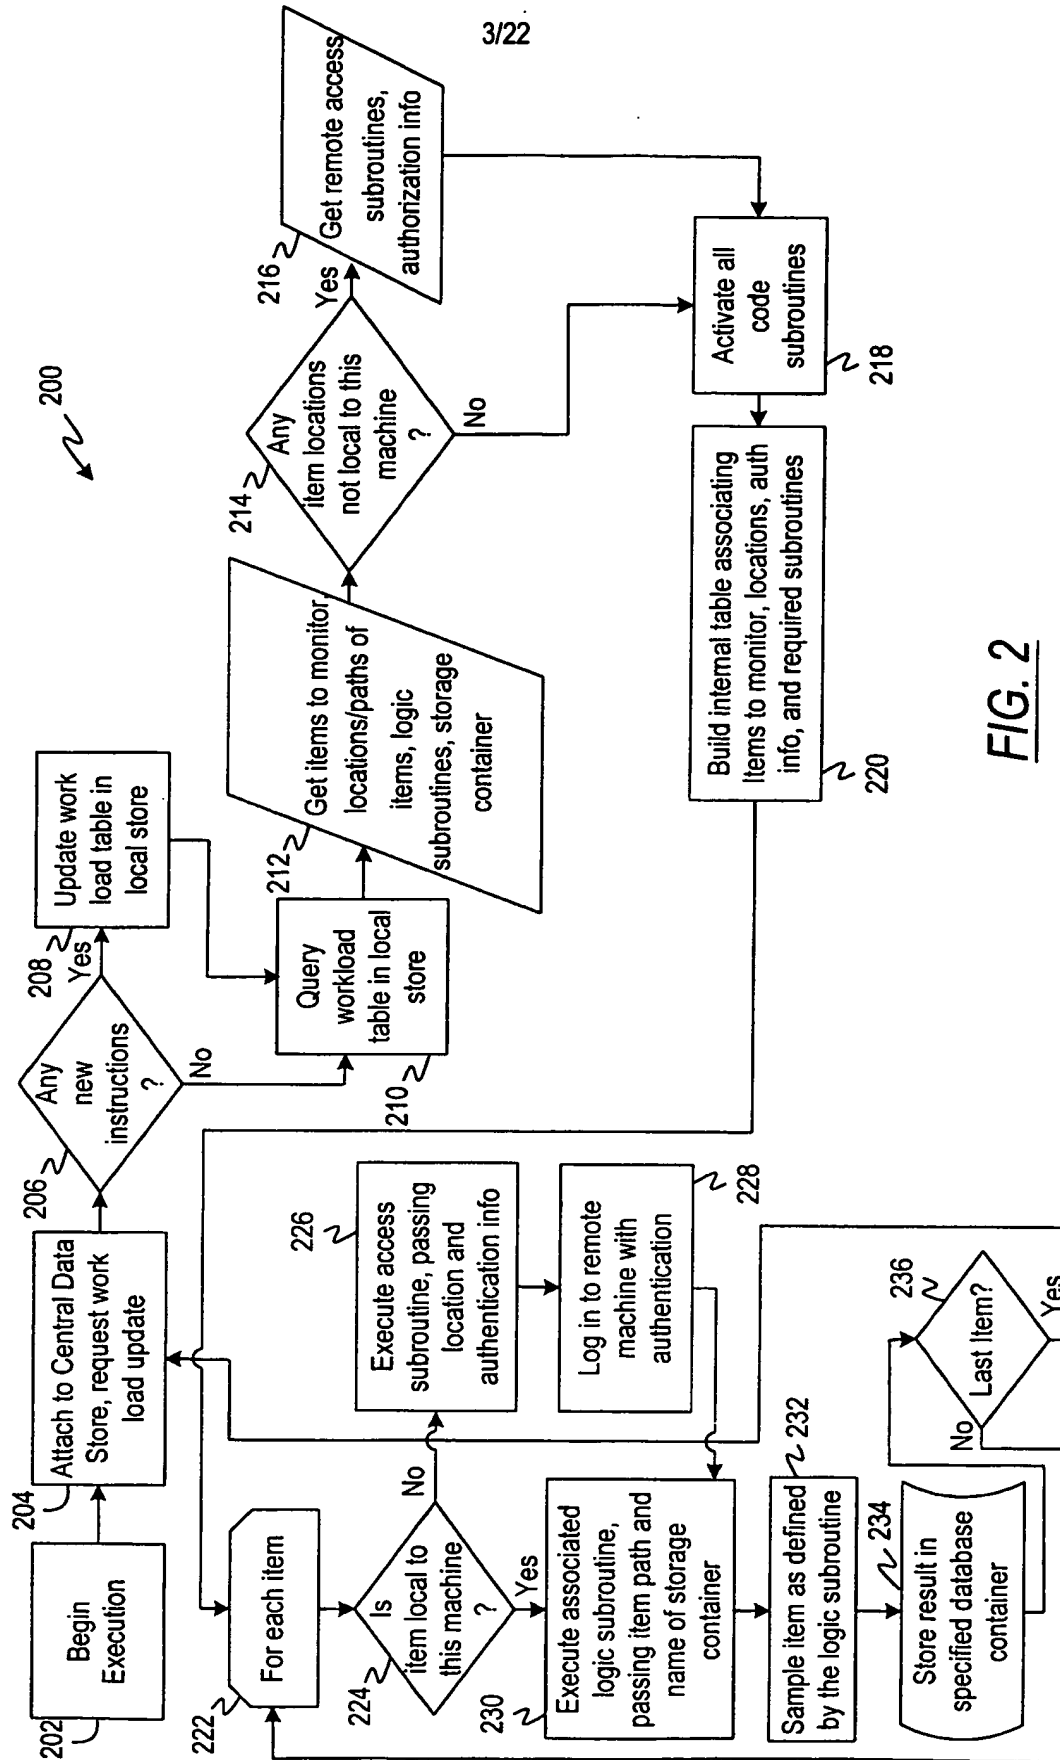 3/22
200
202
Begin
Execution
204
Attach to Central Data
Store, request work
load update
206
Any
new
instructions
?
Yes
No
208
Update work
load table in
local store
210
Query
workload
table in local
store
212
Get items to monitor,
locations/paths of
items, logic
subroutines, storage
container
214
Any
item locations
not local to this
machine
?
Yes
No
216
Get remote access
subroutines,
authorization info
218
Activate all
code
subroutines
220
Build internal table associating
Items to monitor, locations, auth
info, and required subroutines
222
For each item
224
Is
item local to
this machine
?
No
Yes
226
Execute access
subroutine, passing
location and
authentication info
228
Log in to remote
machine with
authentication
230
Execute associated
logic subroutine,
passing item path and
name of storage
container
232
Sample item as defined
by the logic subroutine
234
Store result in
specified database
container
236
Last Item?
No
Yes
FIG. 2